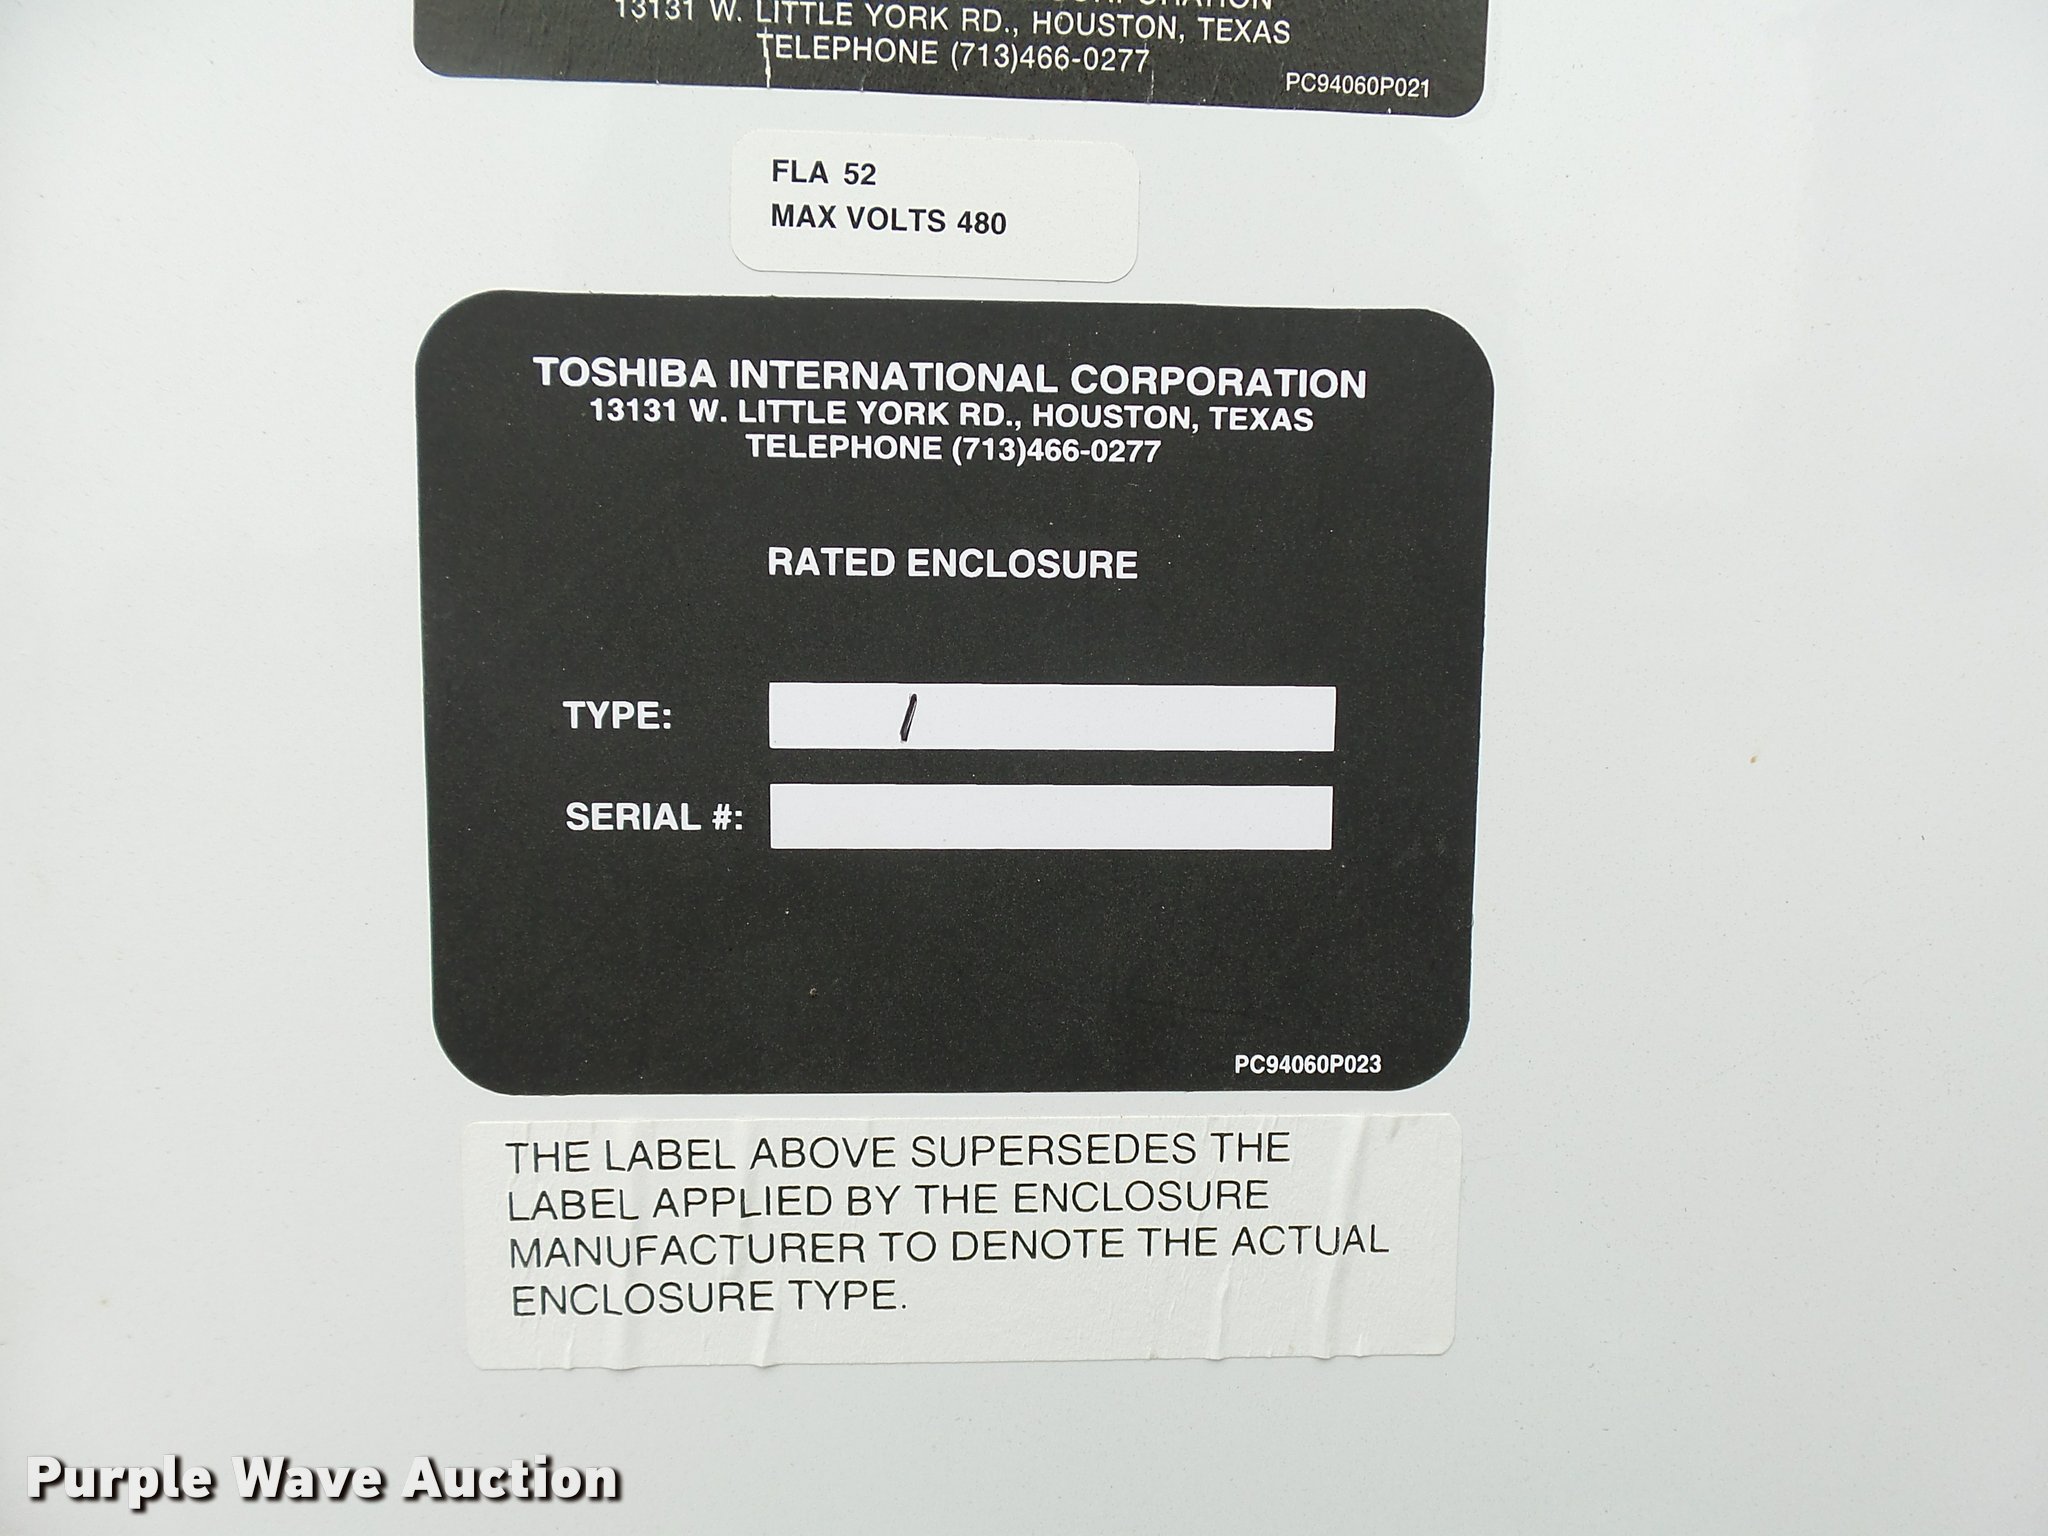 CORPORATION
13131 W. LITTLE YORK RD., HOUSTON, TEXAS
TELEPHONE (713)466-0277
PC94060P021
FLA 52
MAX VOLTS 480
TOSHIBA INTERNATIONAL CORPORATION
13131 W. LITTLE YORK RD., HOUSTON, TEXAS
TELEPHONE (713)466-0277
RATED ENCLOSURE
TYPE: 1
SERIAL #:
PC94060P023
THE LABEL ABOVE SUPERSEDES THE
LABEL APPLIED BY THE ENCLOSURE
MANUFACTURER TO DENOTE THE ACTUAL
ENCLOSURE TYPE.
Purple Wave Auction